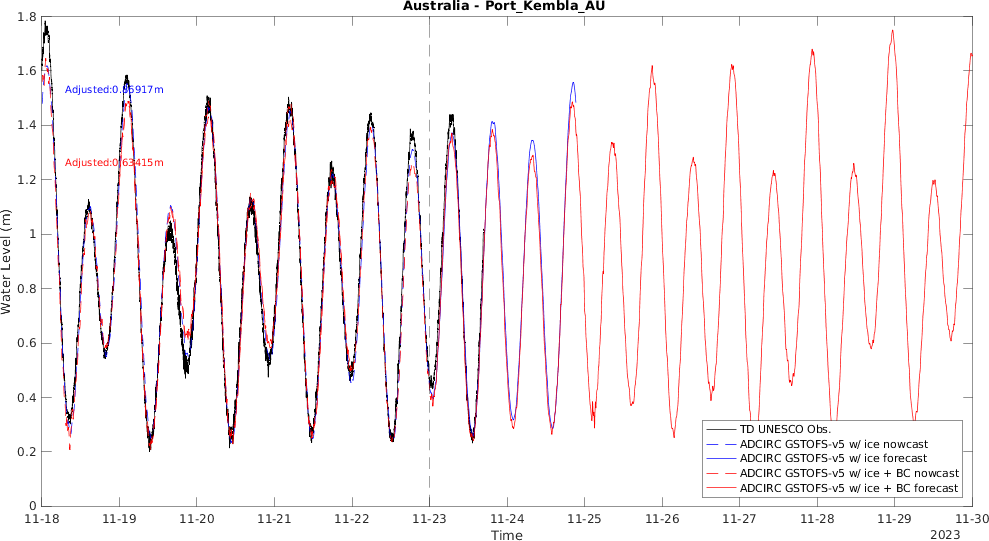 Australia - Port_Kembla_AU
Water Level (m)
1.8
1.6
1.4
1.2
1
0.8
0.6
0.4
0.2
0
Adjusted:0.85917m
Adjusted:0.63415m
TD UNESCO Obs.
ADCIRC GSTOFS-v5 w/ ice nowcast
ADCIRC GSTOFS-v5 w/ ice forecast
ADCIRC GSTOFS-v5 w/ ice + BC nowcast
ADCIRC GSTOFS-v5 w/ ice + BC forecast
11-18 11-19 11-20 11-21 11-22 11-23 11-24 11-25 11-26 11-27 11-28 11-29 11-30
Time
2023